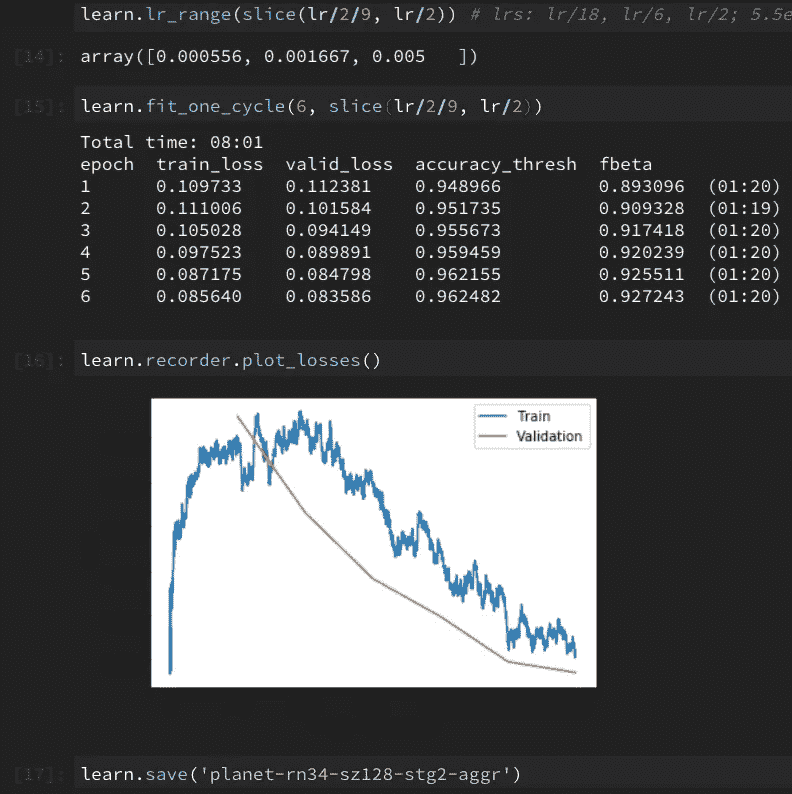 learn.lr_range(slice(lr/2/9, lr/2)) # lrs: lr/18, lr/6, lr/2; 5.5e
[14]: array([0.000556, 0.001667, 0.005   ])
[15]: learn.fit_one_cycle(6, slice(lr/2/9, lr/2))
Total time: 08:01
epoch train_loss valid_loss accuracy_thresh fbeta
1 0.109733 0.112381 0.948966 0.893096 (01:20)
2 0.111006 0.101584 0.951735 0.909328 (01:19)
3 0.105028 0.094149 0.955673 0.917418 (01:20)
4 0.097523 0.089891 0.959459 0.920239 (01:20)
5 0.087175 0.084798 0.962155 0.925511 (01:20)
6 0.085640 0.083586 0.962482 0.927243 (01:20)
[16]: learn.recorder.plot_losses()
Train
Validation
[17]: learn.save('planet-rn34-sz128-stg2-aggr')